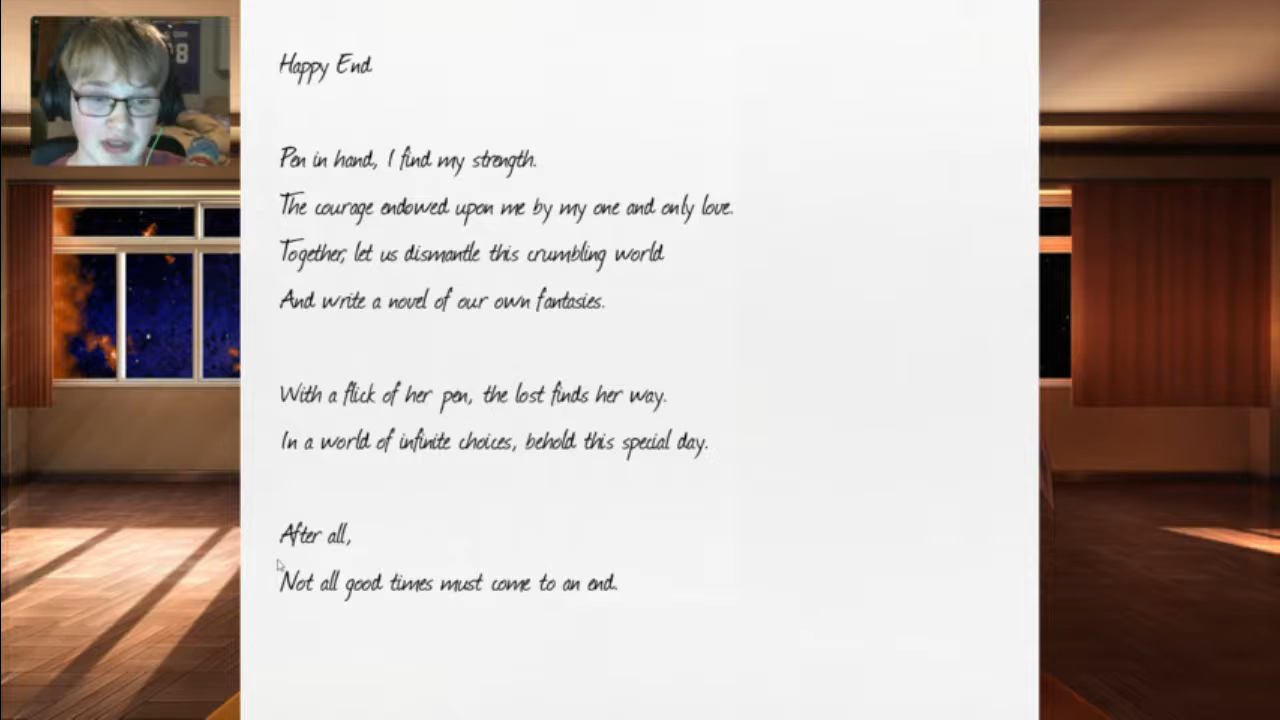 Happy End
Pen in hand, I find my strength.
The courage endowed upon me by my one and only love.
Together, let us dismantle this crumbling world
And write a novel of our own fantasies.
With a flick of her pen, the lost finds her way.
In a world of infinite choices, behold this special day.
After all,
Not all good times must come to an end.